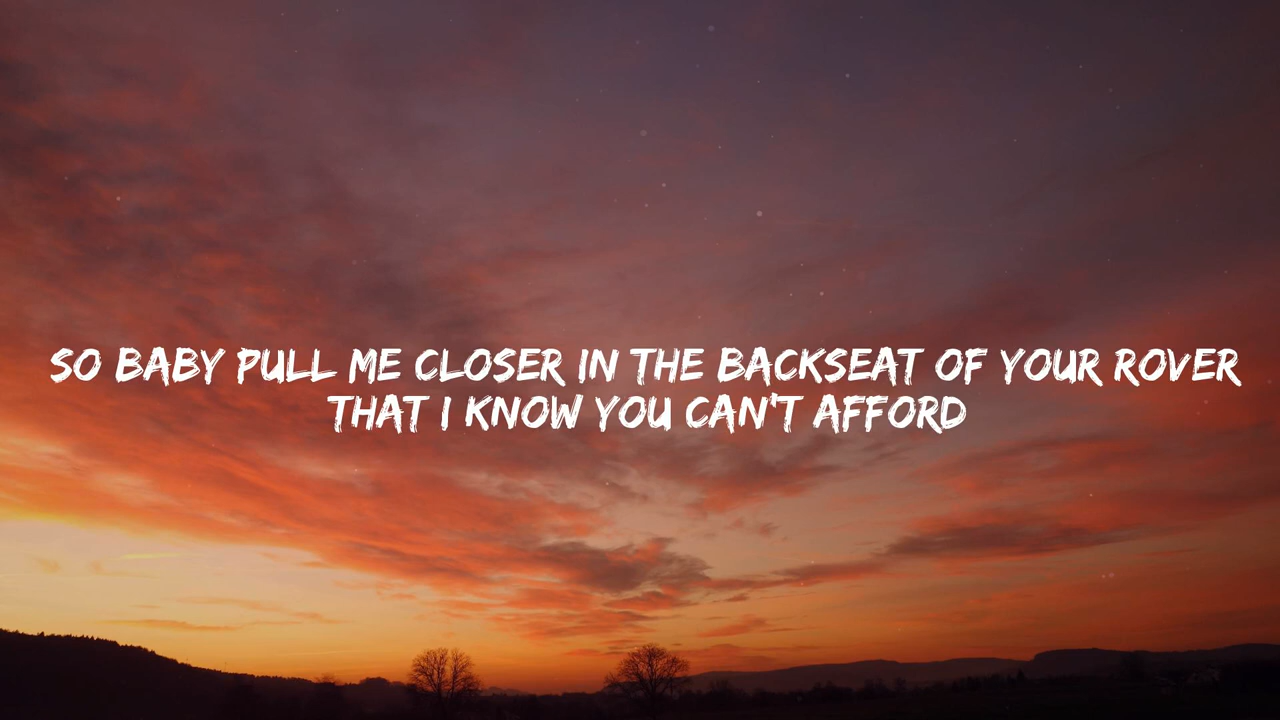 SO BABY PULL ME CLOSER IN THE BACKSEAT OF YOUR ROVER
THAT I KNOW YOU CAN'T AFFORD